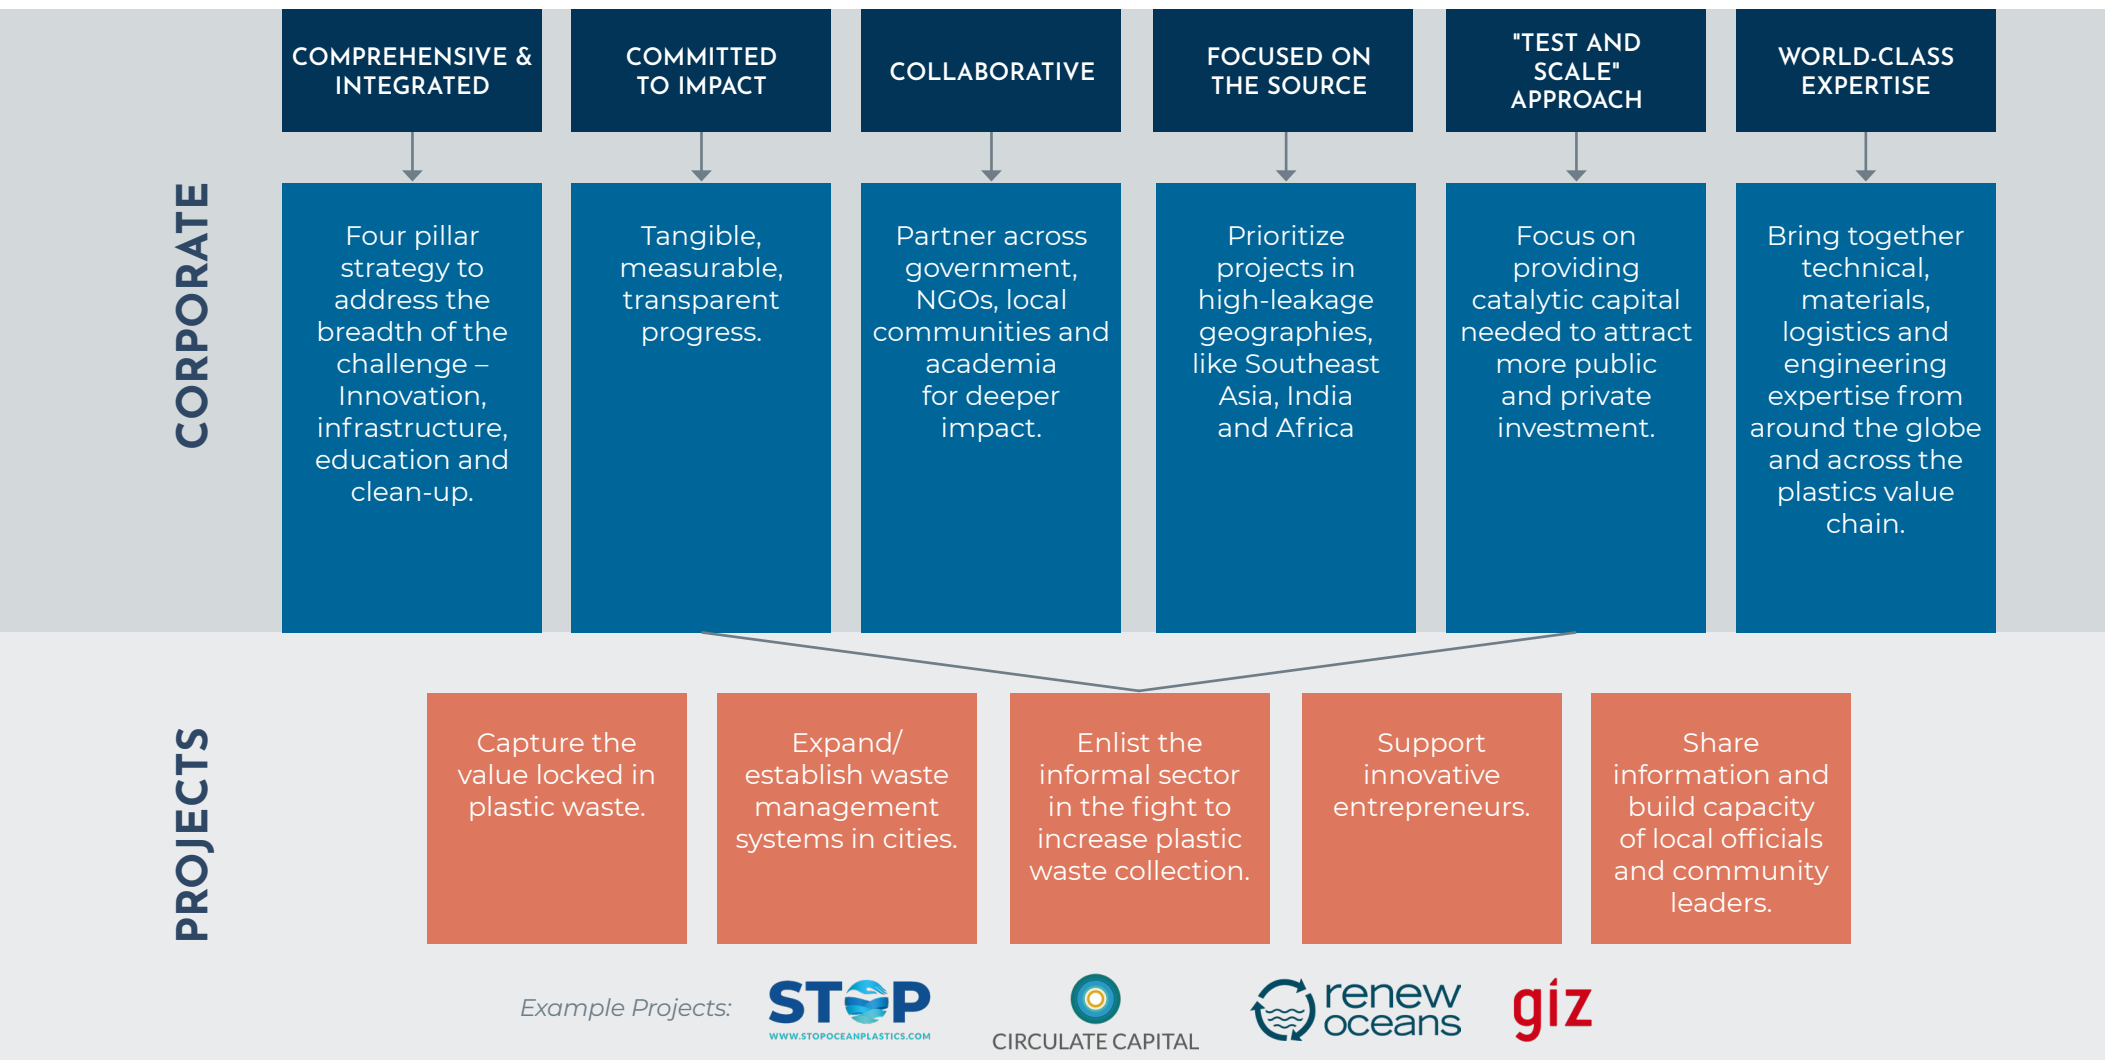 CORPORATE
COMPREHENSIVE &
INTEGRATED
Four pillar
strategy to
address the
breadth of the
challenge –
Innovation,
infrastructure,
education and
clean-up.
COMMITTED
TO IMPACT
Tangible,
measurable,
transparent
progress.
COLLABORATIVE
Partner across
government,
NGOs, local
communities and
academia
for deeper
impact.
FOCUSED ON
THE SOURCE
Prioritize
projects in
high-leakage
geographies,
like Southeast
Asia, India
and Africa
"TEST AND
SCALE"
APPROACH
Focus on
providing
catalytic capital
needed to attract
more public
and private
investment.
WORLD-CLASS
EXPERTISE
Bring together
technical,
materials,
logistics and
engineering
expertise from
around the globe
and across the
plastics value
chain.
PROJECTS
Capture the
value locked in
plastic waste.
Expand/
establish waste
management
systems in cities.
Enlist the
informal sector
in the fight to
increase plastic
waste collection.
Support
innovative
entrepreneurs.
Share
information and
build capacity
of local officials
and community
leaders.
Example Projects:
STOP
WWW.STOPOCEANPLASTICS.COM
CIRCULATE CAPITAL
renew
oceans
giz